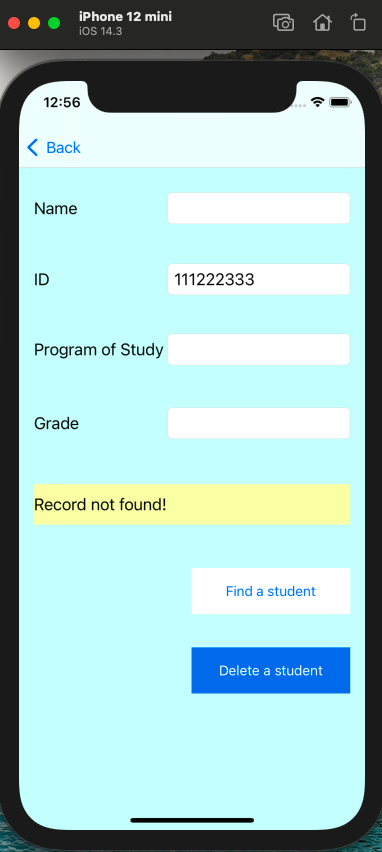 iPhone 12 mini
iOS 14.3
12:56
Back
Name
ID 111222333
Program of Study
Grade
Record not found!
Find a student
Delete a student